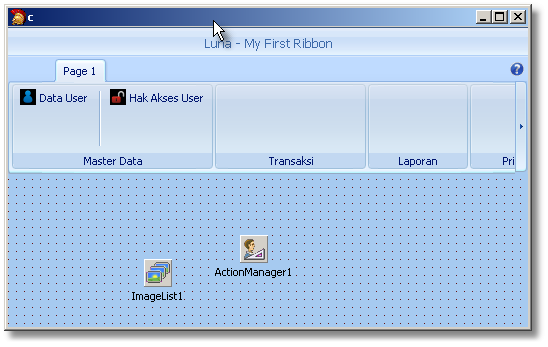 c
Luna - My First Ribbon
Page 1
Data User
Hak Akses User
Master Data
Transaksi
Laporan
Pri
ActionManager1
ImageList1